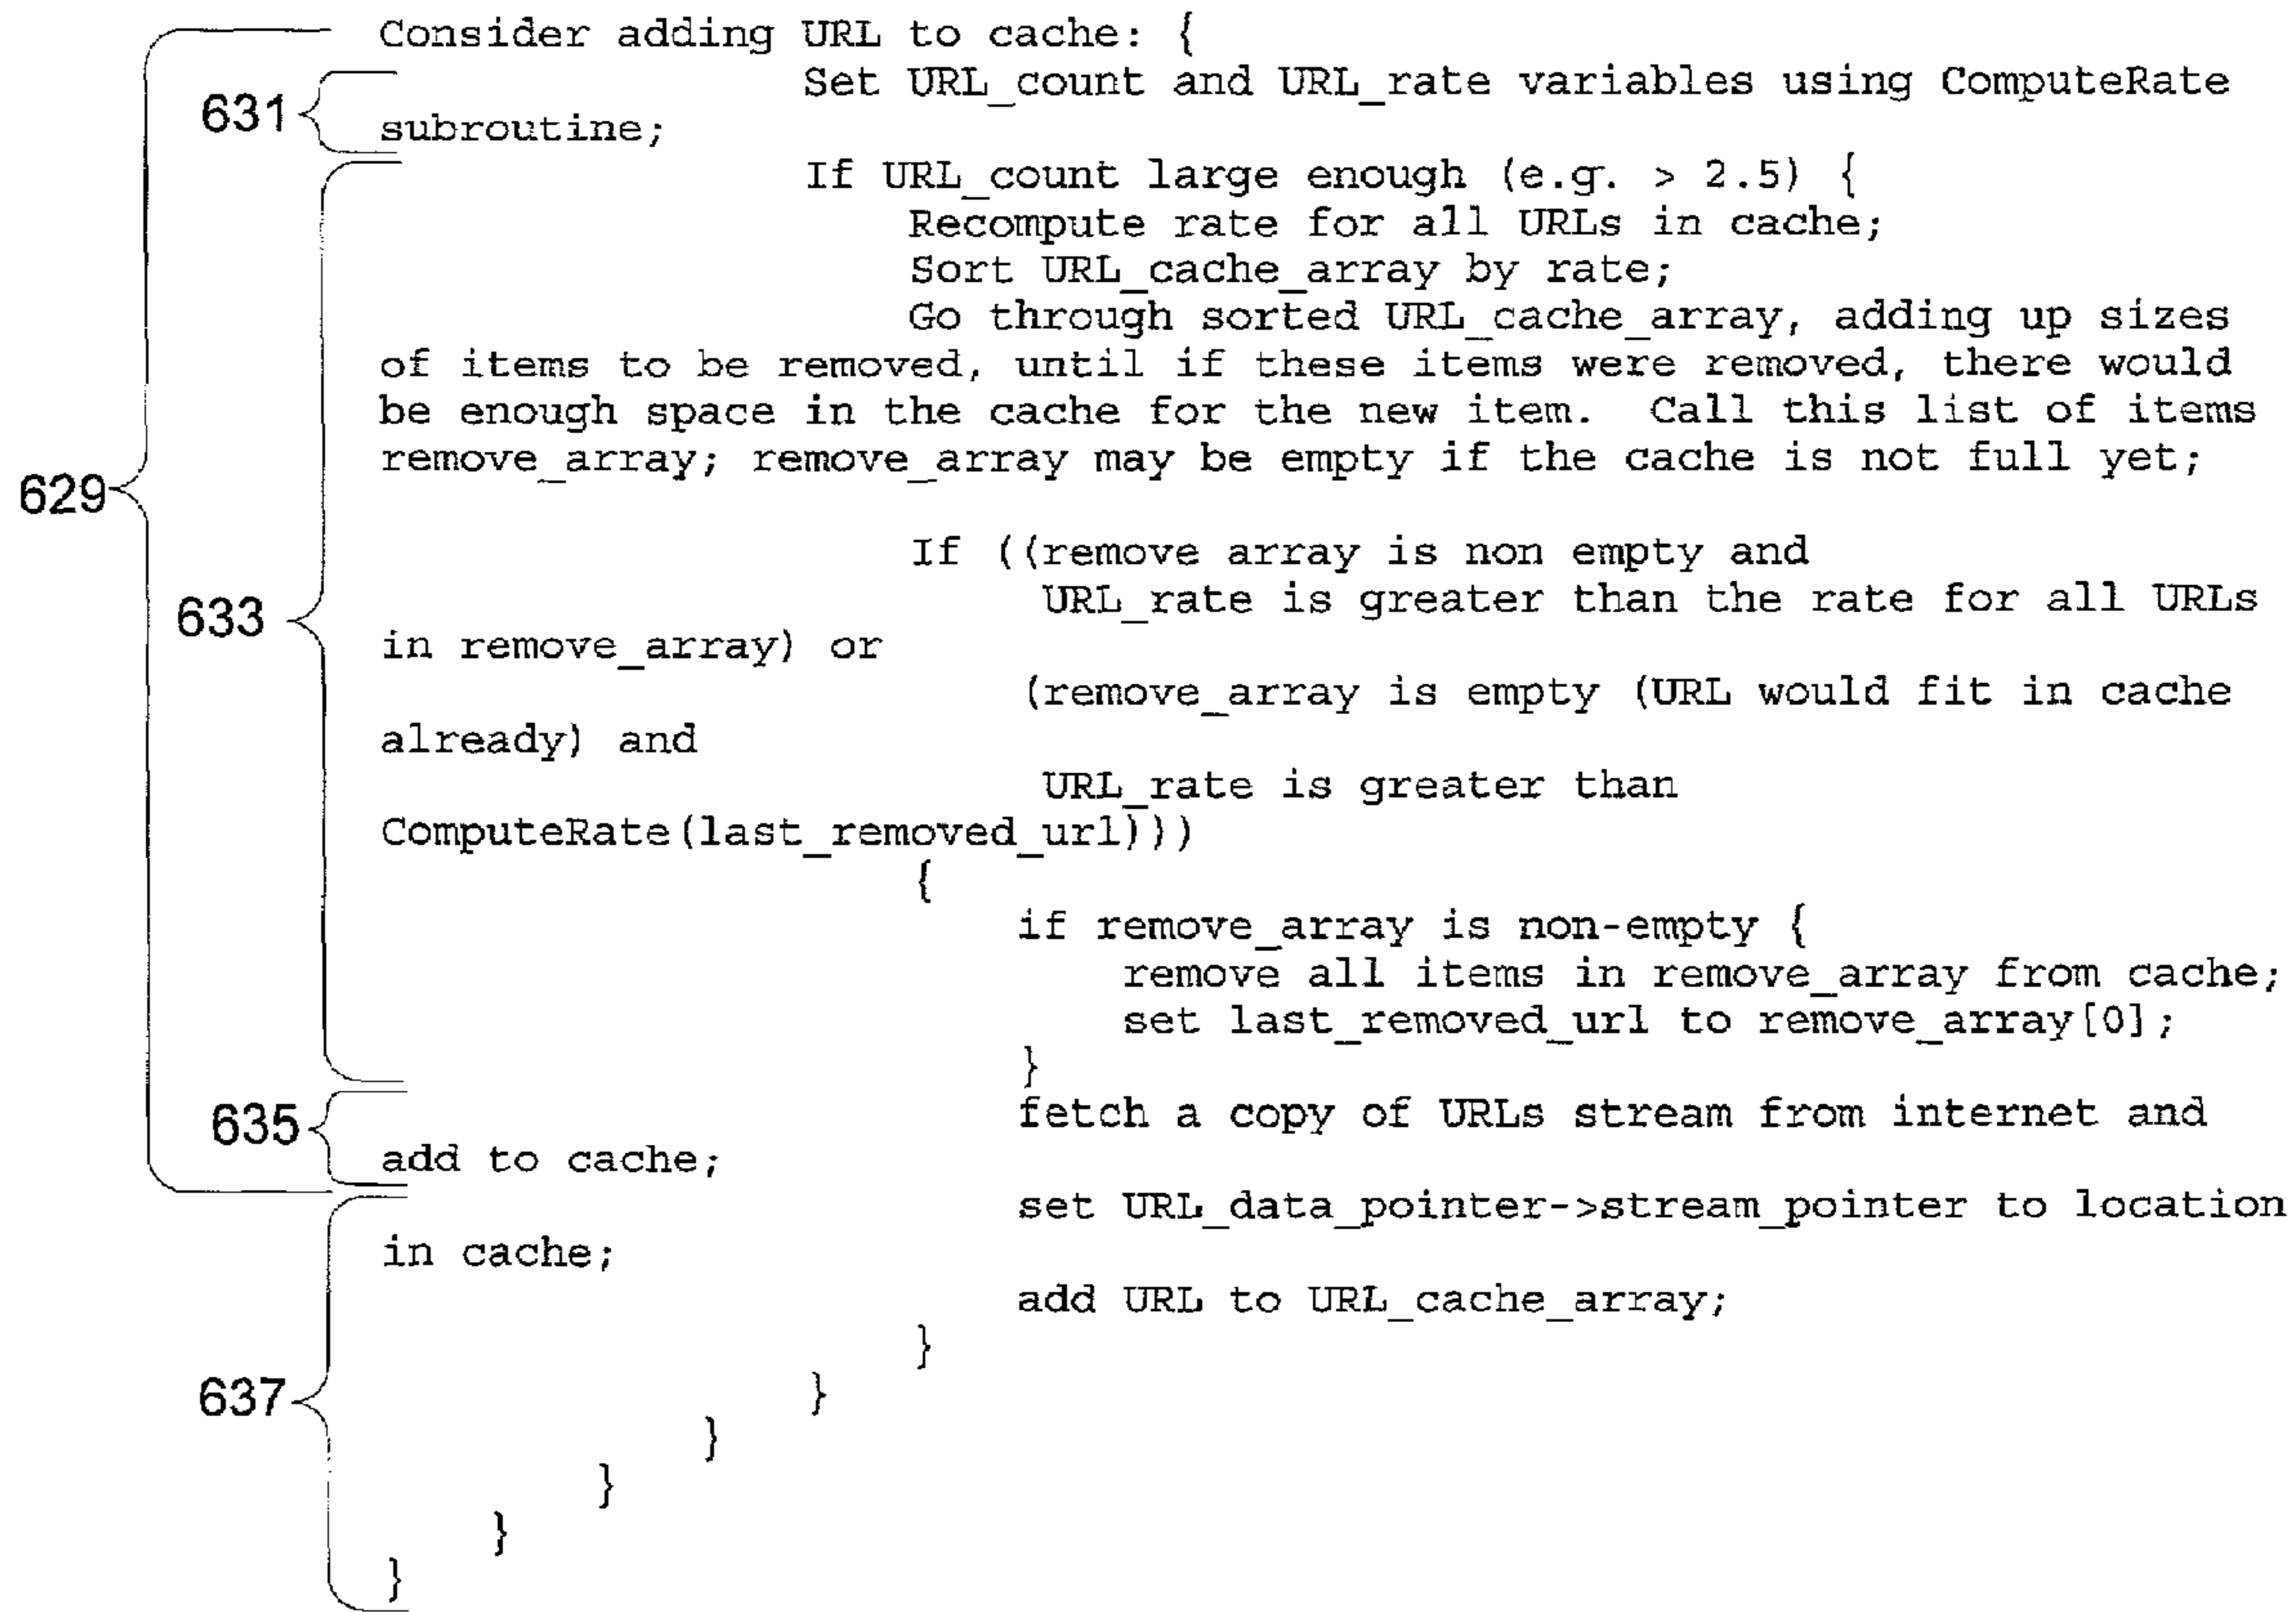 Consider adding URL to cache: {
Set URL_count and URL_rate variables using ComputeRate
631
subroutine;
If URL_count large enough (e.g. > 2.5) {
Recompute rate for all URLs in cache;
Sort URL_cache_array by rate;
Go through sorted URL_cache_array, adding up sizes
of items to be removed, until if these items were removed, there would
be enough space in the cache for the new item. Call this list of items
remove_array; remove_array may be empty if the cache is not full yet;
629
If ((remove array is non empty and
URL_rate is greater than the rate for all URLs
633
in remove_array) or
(remove_array is empty (URL would fit in cache
already) and
URL_rate is greater than
ComputeRate(last_removed_url)))
{
if remove_array is non-empty {
remove all items in remove_array from cache;
set last_removed_url to remove_array[0];
}
fetch a copy of URLs stream from internet and
635
add to cache;
set URL_data_pointer->stream_pointer to location
in cache;
add URL to URL_cache_array;
}
637
}
}
}
}
}